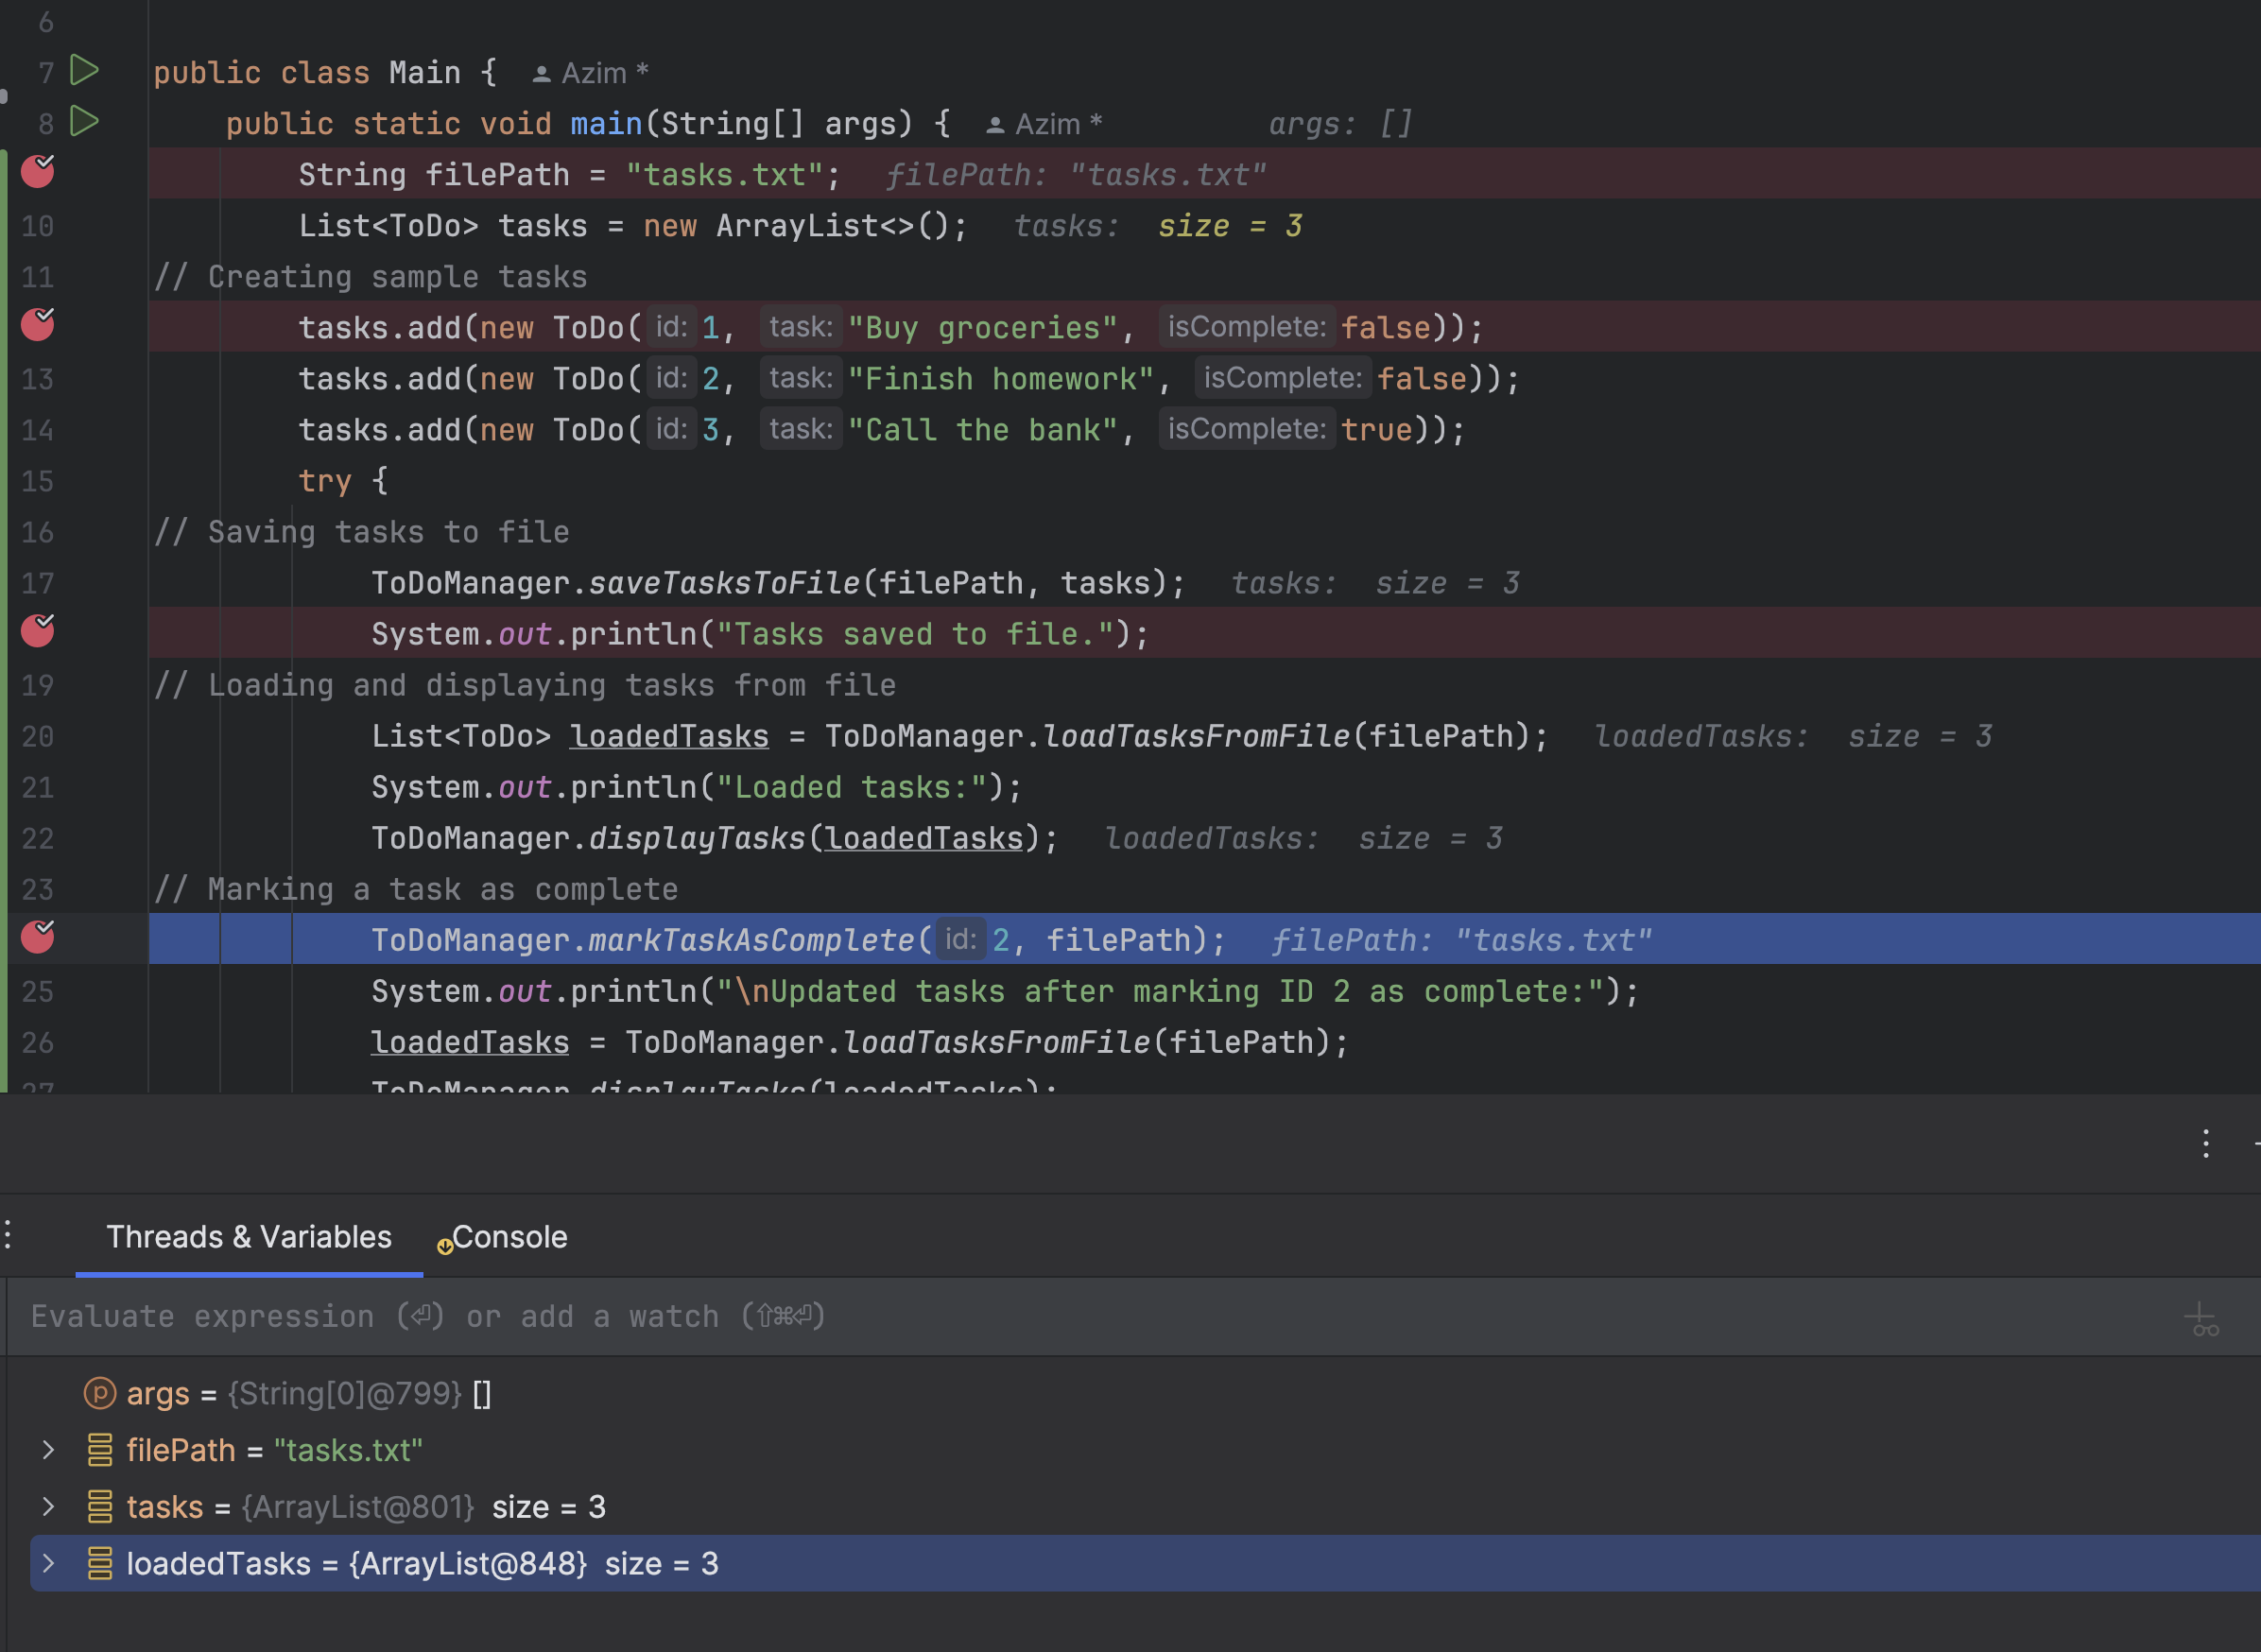 6
7 public class Main { Azim *
8 public static void main(String[] args) { Azim * args: []
String filePath = "tasks.txt"; filePath: "tasks.txt"
10 List<ToDo> tasks = new ArrayList<>(); tasks: size = 3
11 // Creating sample tasks
tasks.add(new ToDo( id: 1, task: "Buy groceries", isComplete: false));
13 tasks.add(new ToDo( id: 2, task: "Finish homework", isComplete: false));
14 tasks.add(new ToDo( id: 3, task: "Call the bank", isComplete: true));
15 try {
16 // Saving tasks to file
17 ToDoManager.saveTasksToFile(filePath, tasks); tasks: size = 3
System.out.println("Tasks saved to file.");
19 // Loading and displaying tasks from file
20 List<ToDo> loadedTasks = ToDoManager.loadTasksFromFile(filePath); loadedTasks: size = 3
21 System.out.println("Loaded tasks:");
22 ToDoManager.displayTasks(loadedTasks); loadedTasks: size = 3
23 // Marking a task as complete
ToDoManager.markTaskAsComplete( id: 2, filePath); filePath: "tasks.txt"
25 System.out.println("\nUpdated tasks after marking ID 2 as complete:");
26 loadedTasks = ToDoManager.loadTasksFromFile(filePath);
27 ToDoManager.displayTasks(loadedTasks);
Threads & Variables Console
Evaluate expression (⏎) or add a watch (⇧⌘⏎)
p args = {String[0]@799} []
filePath = "tasks.txt"
tasks = {ArrayList@801} size = 3
loadedTasks = {ArrayList@848} size = 3